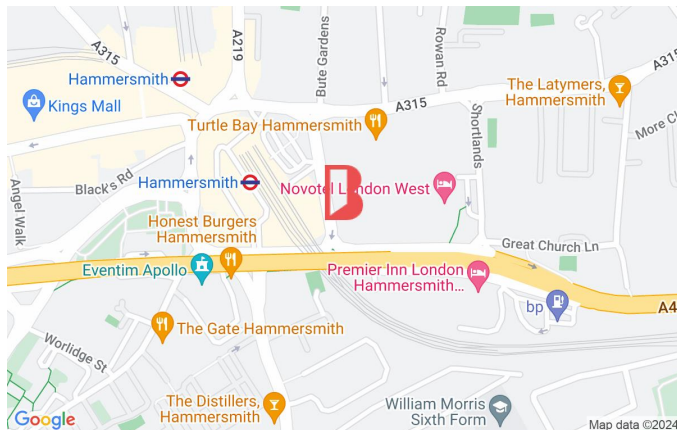 A315
A219
Bute Gardens
Rowan Rd
A315
Hammersmith
Kings Mall
The Latymers,
Hammersmith
A315
Turtle Bay Hammersmith
Shortlands
More Cl
Black's Rd
Hammersmith
Novotel London West
Angel Walk
Honest Burgers
Hammersmith
Great Church Ln
Eventim Apollo
Premier Inn London
Hammersmith...
bp
A4
The Gate Hammersmith
Worlidge St
The Distillers,
Hammersmith
William Morris
Sixth Form
Google
Map data ©2024